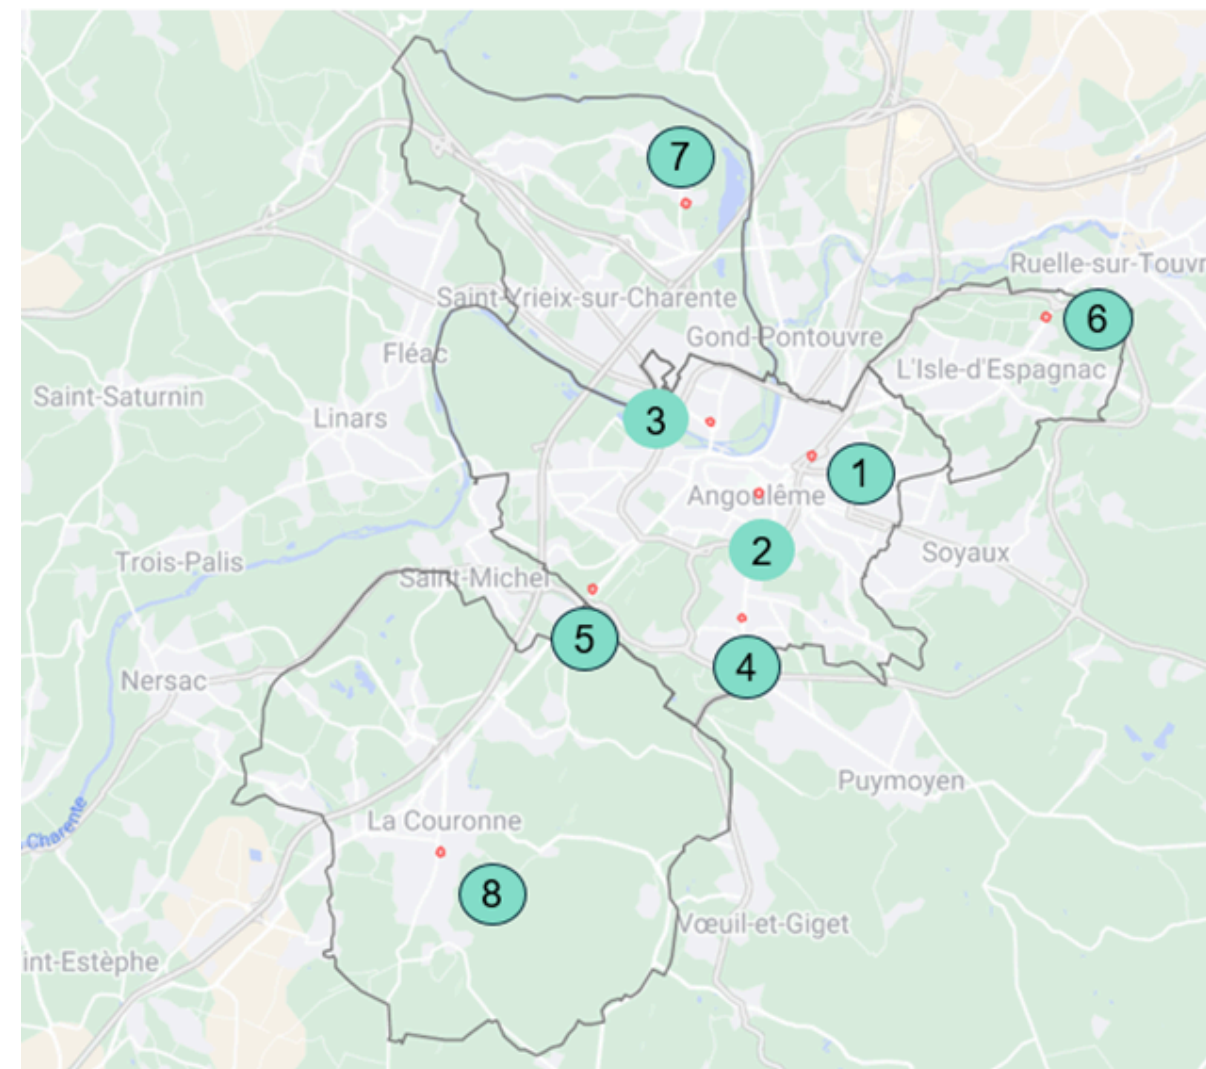 7
Ruelle-sur-Touvr
Saint-Yrieix-sur-Charente
6
Gond-Pontouvre
Fléac
L'Isle-d'Espagnac
Saint-Saturnin
Linars
3
1
Angoulême
2
Soyaux
Trois-Palis
Saint-Michel
5
4
Nersac
Puymoyen
Charente
La Couronne
8
Vœuil-et-Giget
int-Estèphe